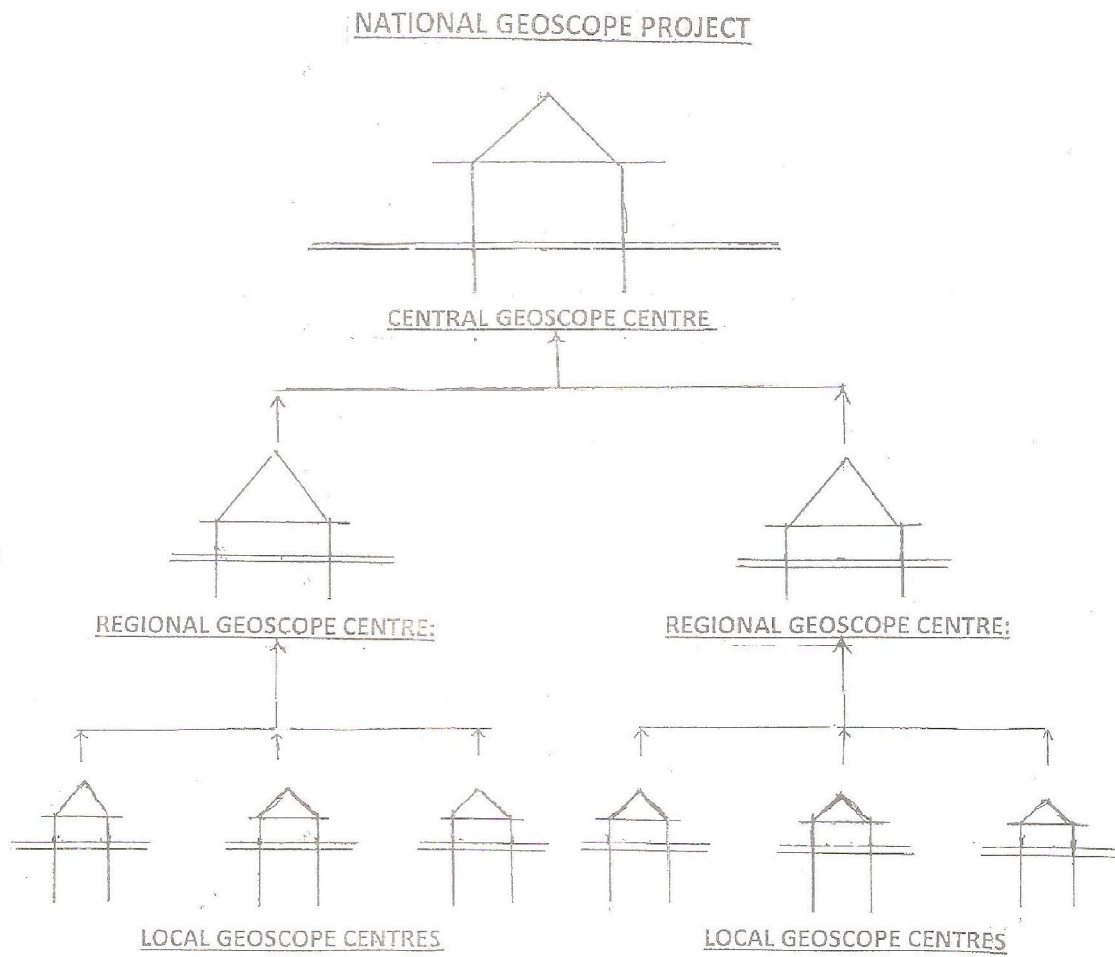 NATIONAL GEOSCOPE PROJECT
CENTRAL GEOSCOPE CENTRE
REGIONAL GEOSCOPE CENTRE: REGIONAL GEOSCOPE CENTRE:
LOCAL GEOSCOPE CENTRES LOCAL GEOSCOPE CENTRES